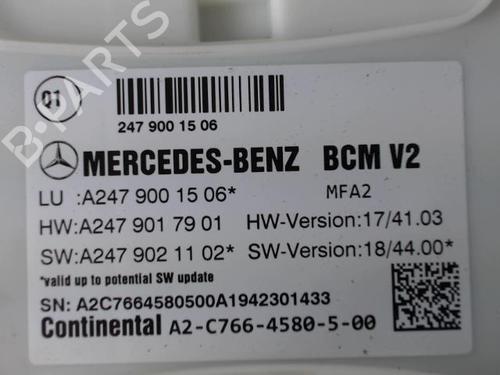 Q1
247 900 15 06
MERCEDES-BENZ BCM V2
LU :A247 900 15 06* MFA2
HW:A247 901 79 01 HW-Version:17/41.03
SW:A247 902 11 02* SW-Version:18/44.00*
*valid up to potential SW update
SN: A2C7664580500A1942301433
Continental A2-C766-4580-5-00
B-PARTS